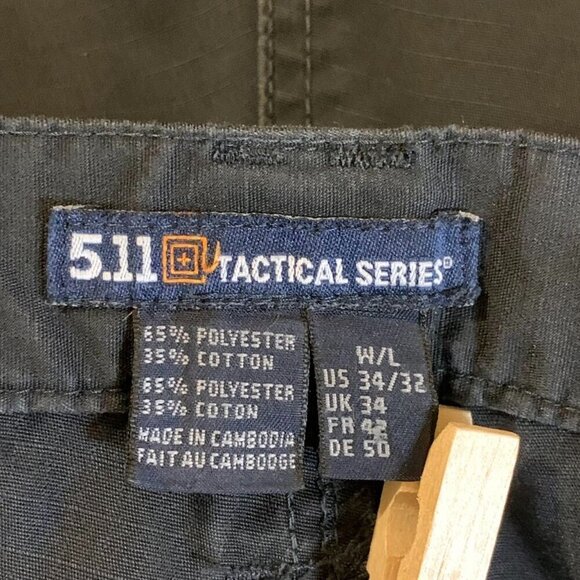 5.11 TACTICAL SERIES®
65% POLYESTER
35% COTTON
65% POLYESTER
35% COTTON
MADE IN CAMBODIA
FAIT AU CAMBODGE
W/L
US 34/32
UK 34
FR 42
DE 50